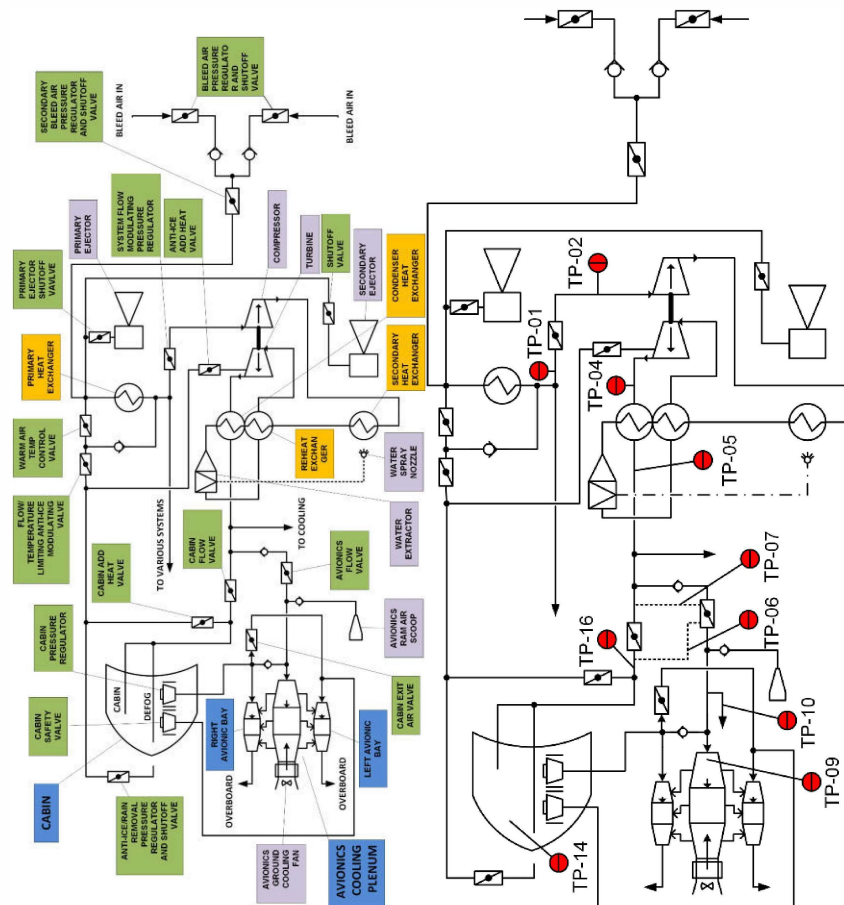 SECONDARY
BLEED AIR
PRESSURE
REGULATOR
AND SHUTOFF
VALVE
BLEED AIR IN
BLEED AIR
PRESSURE
REGULATO
R AND
SHUTOFF
VALVE
BLEED AIR IN
PRIMARY
EJECTOR
SHUTOFF
VAVLVE
PRIMARY
EJECTOR
SYSTEM FLOW
MODULATING
PRESSURE REGULATOR
ANTI-ICE
ADD HEAT VALVE
COMPRESSOR
TURBINE
SHUTOFF
VALVE
SECONDARY
EJECTOR
CONDENSER
HEAT
EXCHANGER
PRIMARY
HEAT
EXCHANGER
SECONDARY
HEAT
EXCHANGER
WARM AIR
TEMP
CONTROL
VALVE
REHEAT
EXCHAN
GER
WATER
SPRAY
NOZZLE
FLOW/
TEMPERATURE
LIMITING ANTI-ICE
MODULATING
VALVE
WATER
EXTRACTOR
TO VARIOUS SYSTEMS
TO COOLING
CABIN ADD
HEAT
VALVE
CABIN
FLOW
VALVE
AVIONICS
FLOW VALVE
CABIN
PRESSURE
REGULATOR
AVIONICS
RAM AIR
SCOOP
CABIN
SAFETY
VALVE
CABIN
DEFOG
CABIN EXIT
AIR VALVE
CABIN
RIGHT
AVIONIC BAY
LEFT AVIONIC
BAY
ANTI-ICE/RAIN
REMOVAL
PRESSURE
REGULATOR
AND SHUTOFF
VALVE
OVERBOARD
OVERBOARD
AVIONICS
GROUND
COOLING
FAN
AVIONICS
COOLING
PLENUM
TP-02
TP-01
TP-04
TP-05
TP-07
TP-06
TP-16
TP-10
TP-09
TP-14